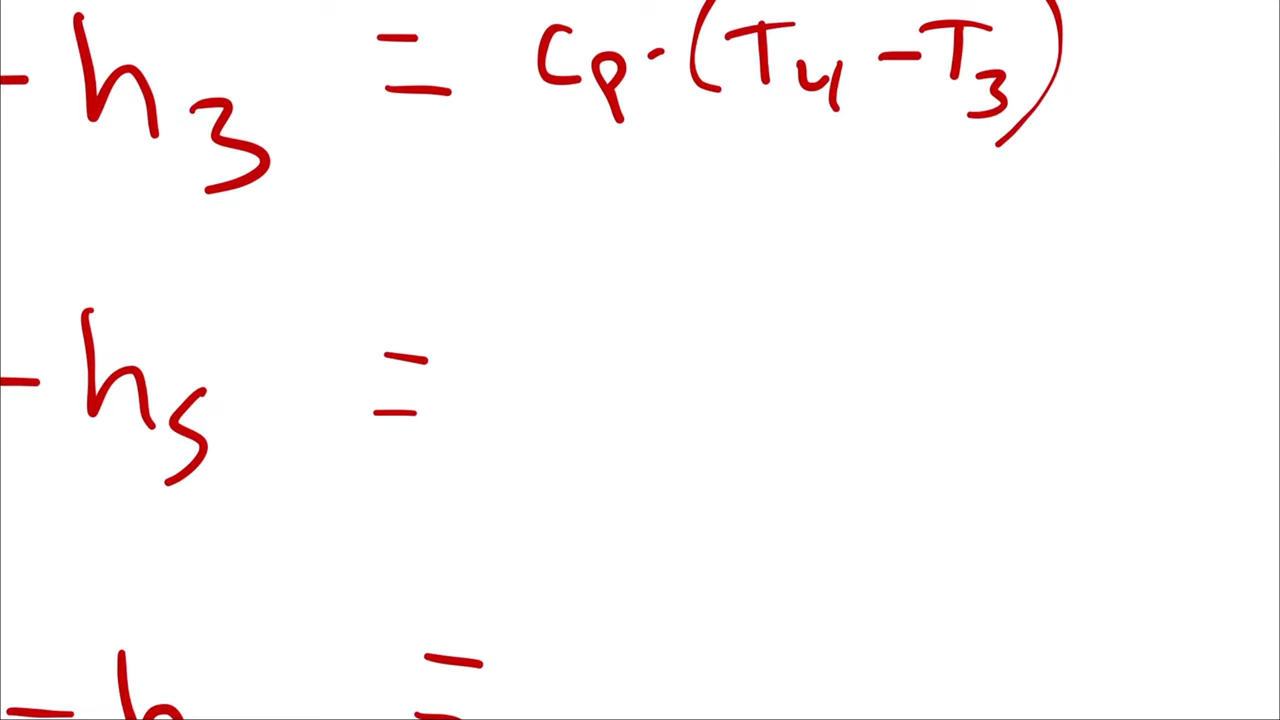 - h3 = Cp · (T4 - T3)
- h5 =
- h =